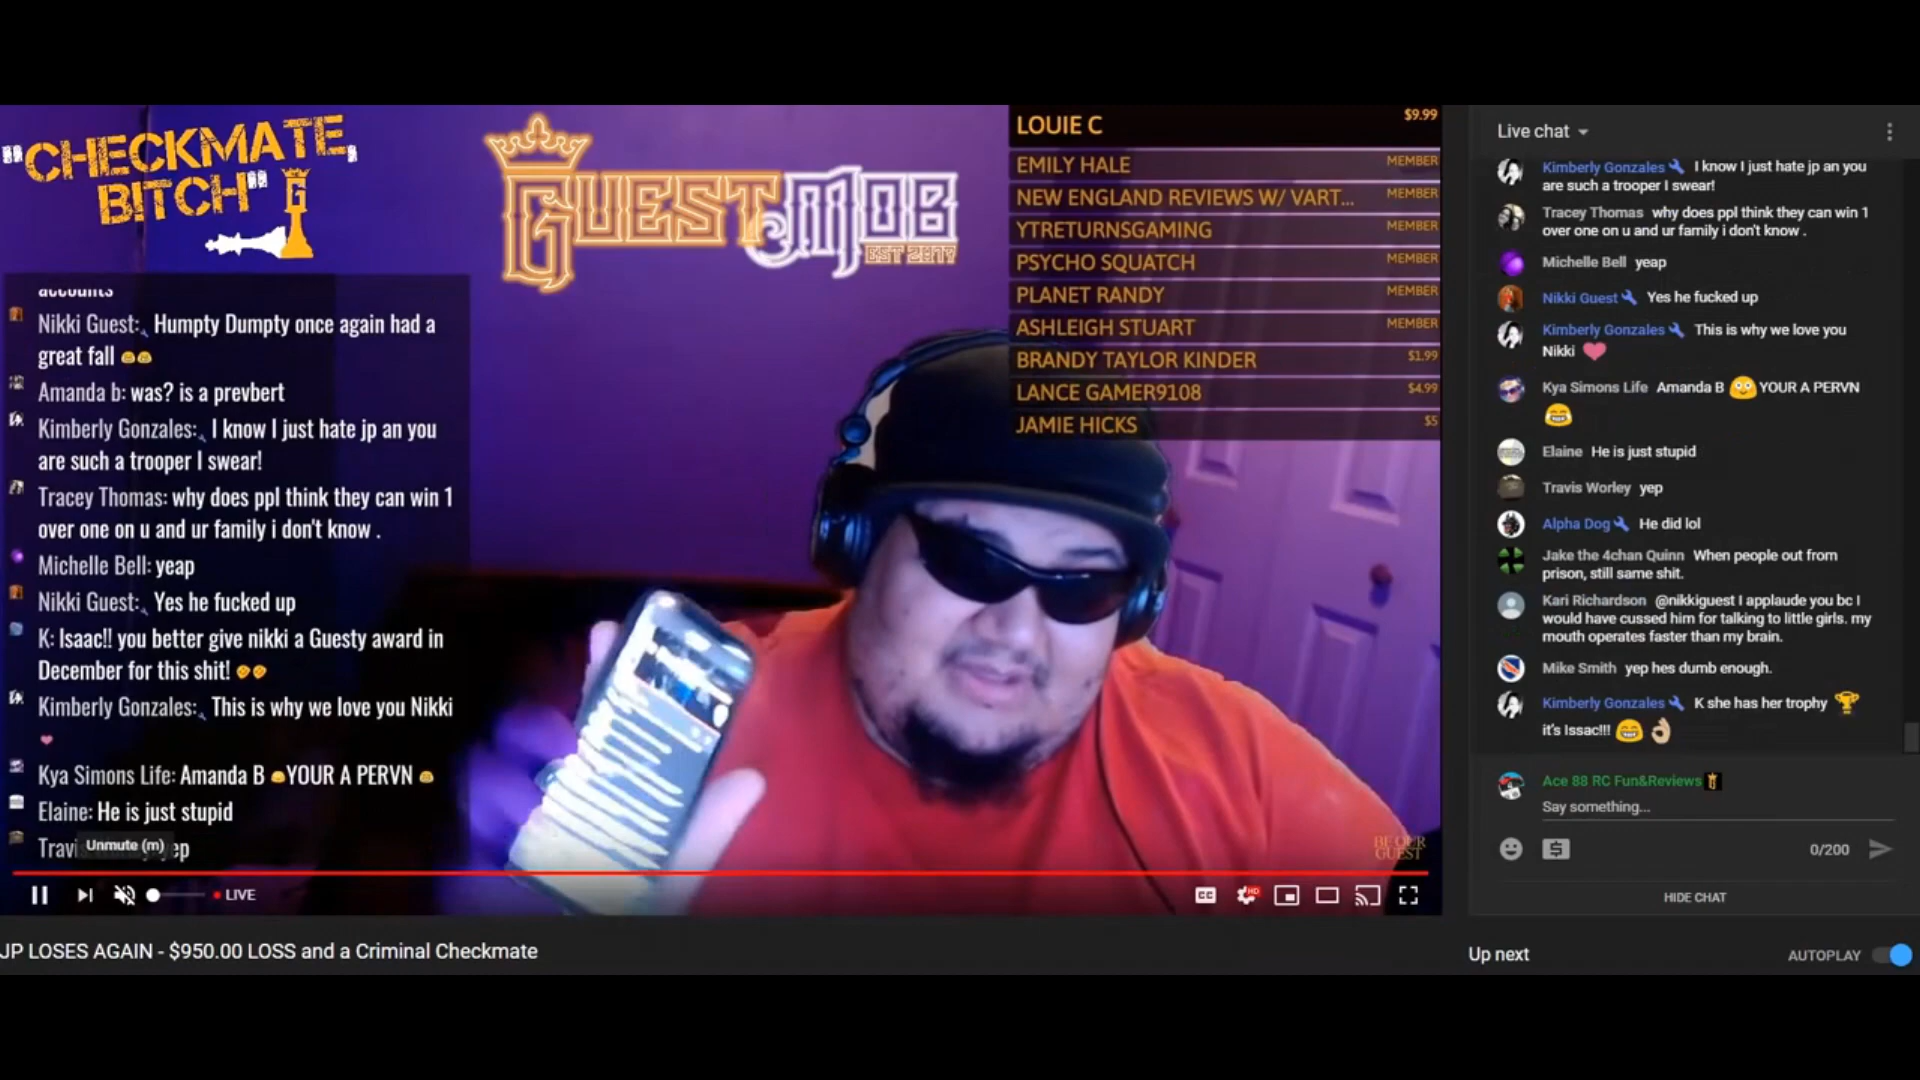 "CHECKMATE,
BITCH"
G
GUESTMOB
EST 2017
LOUIE C $9.99
EMILY HALE MEMBER
NEW ENGLAND REVIEWS W/ VART... MEMBER
YTRETURNSGAMING MEMBER
PSYCHO SQUATCH MEMBER
PLANET RANDY MEMBER
ASHLEIGH STUART MEMBER
BRANDY TAYLOR KINDER $1.99
LANCE GAMER9108 $4.99
JAMIE HICKS $5
accounts
Nikki Guest: Humpty Dumpty once again had a
great fall
Amanda b: was? is a prevbert
Kimberly Gonzales: I know I just hate jp an you
are such a trooper I swear!
Tracey Thomas: why does ppl think they can win 1
over one on u and ur family i don't know .
Michelle Bell: yeap
Nikki Guest: Yes he fucked up
K: Isaac!! you better give nikki a Guesty award in
December for this shit!
Kimberly Gonzales: This is why we love you Nikki
❤
Kya Simons Life: Amanda B YOUR A PERVN
Elaine: He is just stupid
Travi ep
Unmute (m)
BE OUR
GUEST
LIVE
CC
HD
JP LOSES AGAIN - $950.00 LOSS and a Criminal Checkmate
Live chat
Kimberly Gonzales I know I just hate jp an you
are such a trooper I swear!
Tracey Thomas why does ppl think they can win 1
over one on u and ur family i don't know .
Michelle Bell yeap
Nikki Guest Yes he fucked up
Kimberly Gonzales This is why we love you
Nikki ❤
Kya Simons Life Amanda B YOUR A PERVN
😂
Elaine He is just stupid
Travis Worley yep
Alpha Dog He did lol
Jake the 4chan Quinn When people out from
prison, still same shit.
Kari Richardson @nikkiguest I applaude you bc I
would have cussed him for talking to little girls. my
mouth operates faster than my brain.
Mike Smith yep hes dumb enough.
Kimberly Gonzales K she has her trophy 🏆
it's Issac!!! 😂 👌
Ace 88 RC Fun&Reviews
Say something...
0/200
HIDE CHAT
Up next AUTOPLAY